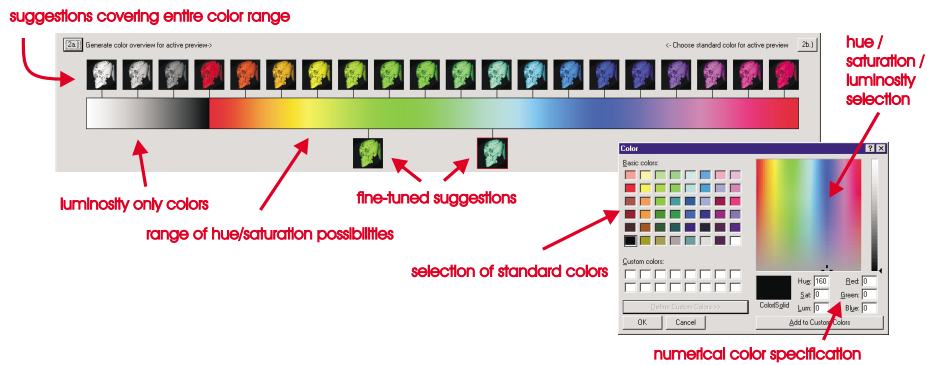 suggestions covering entire color range
2a.)
Generate color overview for active preview->
<- Choose standard color for active preview
2b.)
hue /
saturation /
luminosity
selection
luminosity only colors
fine-tuned suggestions
range of hue/saturation possibilities
selection of standard colors
Color
Basic colors:
Custom colors:
Define Custom Colors >>
OK
Cancel
Color|Solid
Hue: 160
Sat: 0
Lum: 0
Red: 0
Green: 0
Blue: 0
Add to Custom Colors
numerical color specification